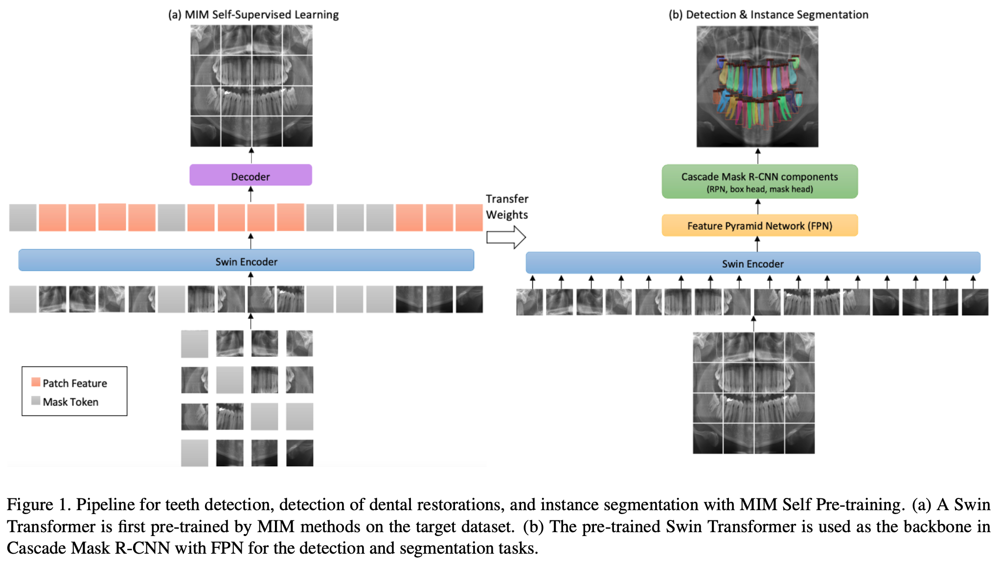 (a) MIM Self-Supervised Learning
Decoder
Swin Encoder
Patch Feature
Mask Token
Transfer
Weights
(b) Detection & Instance Segmentation
Cascade Mask R-CNN components
(RPN, box head, mask head)
Feature Pyramid Network (FPN)
Swin Encoder
Figure 1. Pipeline for teeth detection, detection of dental restorations, and instance segmentation with MIM Self Pre-training. (a) A Swin
Transformer is first pre-trained by MIM methods on the target dataset. (b) The pre-trained Swin Transformer is used as the backbone in
Cascade Mask R-CNN with FPN for the detection and segmentation tasks.